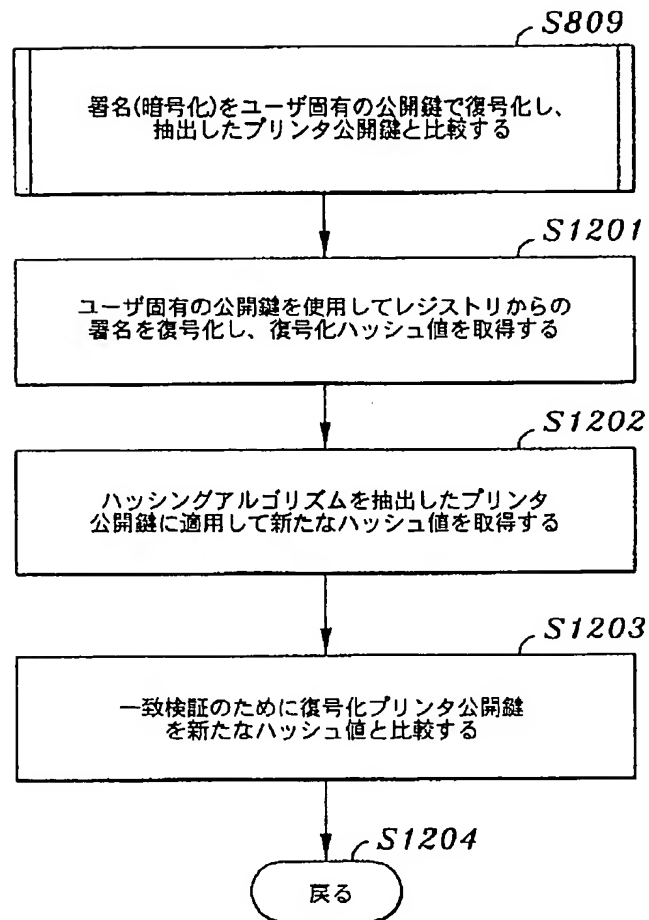 S809
署名(暗号化)をユーザ固有の公開鍵で復号化し、
抽出したプリンタ公開鍵と比較する
S1201
ユーザ固有の公開鍵を使用してレジストリからの
署名を復号化し、復号化ハッシュ値を取得する
S1202
ハッシングアルゴリズムを抽出したプリンタ
公開鍵に適用して新たなハッシュ値を取得する
S1203
一致検証のために復号化プリンタ公開鍵
を新たなハッシュ値と比較する
S1204
戻る